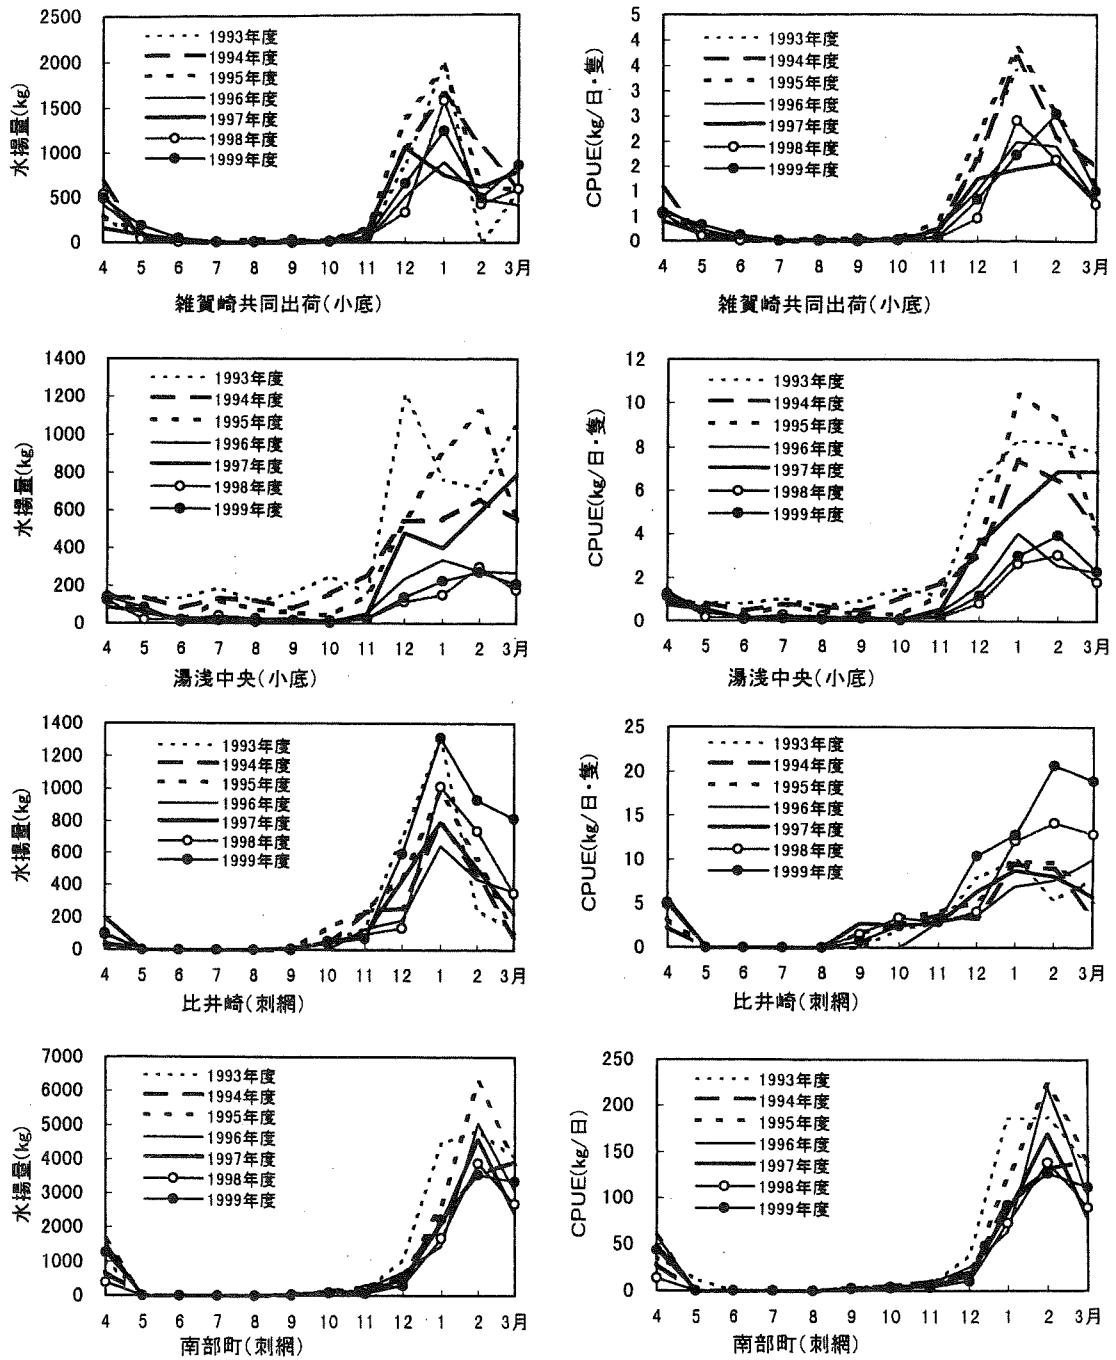 水揚量(kg)
2500
2000
1500
1000
500
0
1993年度
1994年度
1995年度
1996年度
1997年度
1998年度
1999年度
4 5 6 7 8 9 10 11 12 1 2 3月
雑賀崎共同出荷(小底)
CPUE(kg/日・隻)
5
4
4
3
3
2
2
1
1
0
1993年度
1994年度
1995年度
1996年度
1997年度
1998年度
1999年度
4 5 6 7 8 9 10 11 12 1 2 3月
雑賀崎共同出荷(小底)
水揚量(kg)
1400
1200
1000
800
600
400
200
0
1993年度
1994年度
1995年度
1996年度
1997年度
1998年度
1999年度
4 5 6 7 8 9 10 11 12 1 2 3月
湯浅中央(小底)
CPUE(kg/日・隻)
12
10
8
6
4
2
0
1993年度
1994年度
1995年度
1996年度
1997年度
1998年度
1999年度
4 5 6 7 8 9 10 11 12 1 2 3月
湯浅中央(小底)
水揚量(kg)
1400
1200
1000
800
600
400
200
0
1993年度
1994年度
1995年度
1996年度
1997年度
1998年度
1999年度
4 5 6 7 8 9 10 11 12 1 2 3月
比井崎(刺網)
CPUE(kg/日・隻)
25
20
15
10
5
0
1993年度
1994年度
1995年度
1996年度
1997年度
1998年度
1999年度
4 5 6 7 8 9 10 11 12 1 2 3月
比井崎(刺網)
水揚量(kg)
7000
6000
5000
4000
3000
2000
1000
0
1993年度
1994年度
1995年度
1996年度
1997年度
1998年度
1999年度
4 5 6 7 8 9 10 11 12 1 2 3月
南部町(刺網)
CPUE(kg/日)
250
200
150
100
50
0
1993年度
1994年度
1995年度
1996年度
1997年度
1998年度
1999年度
4 5 6 7 8 9 10 11 12 1 2 3月
南部町(刺網)